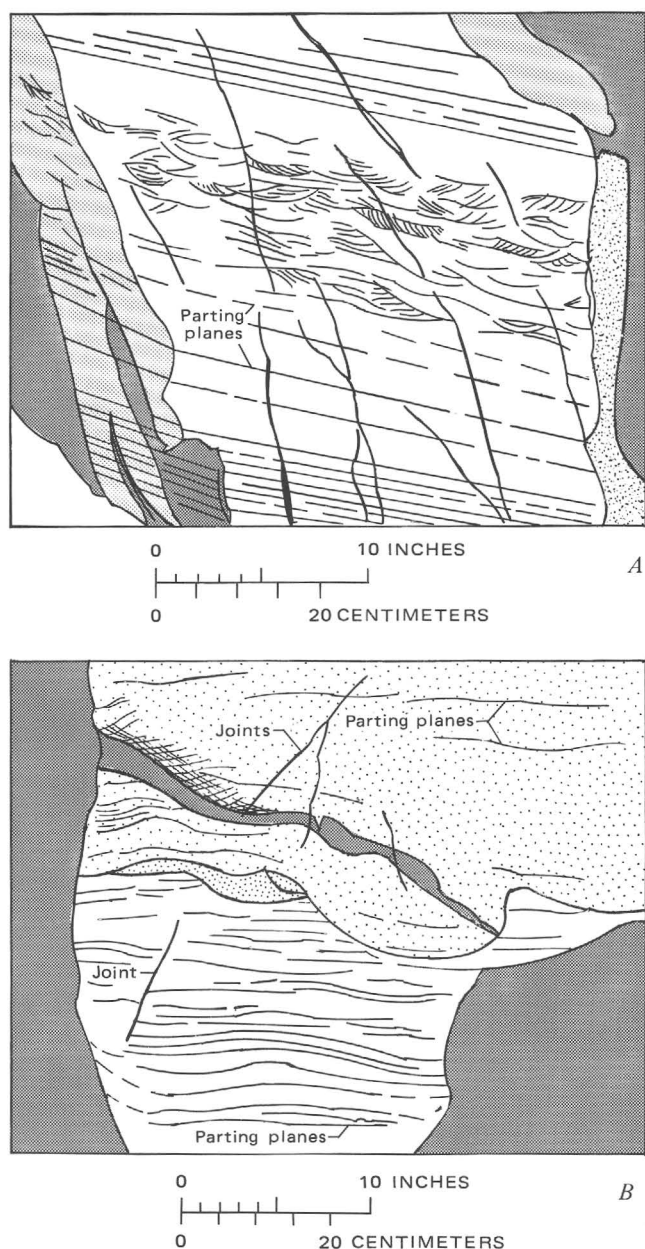 Parting
planes
0 10 INCHES
0 20 CENTIMETERS
A
Joints
Parting planes
Joint
Parting planes
0 10 INCHES
0 20 CENTIMETERS
B